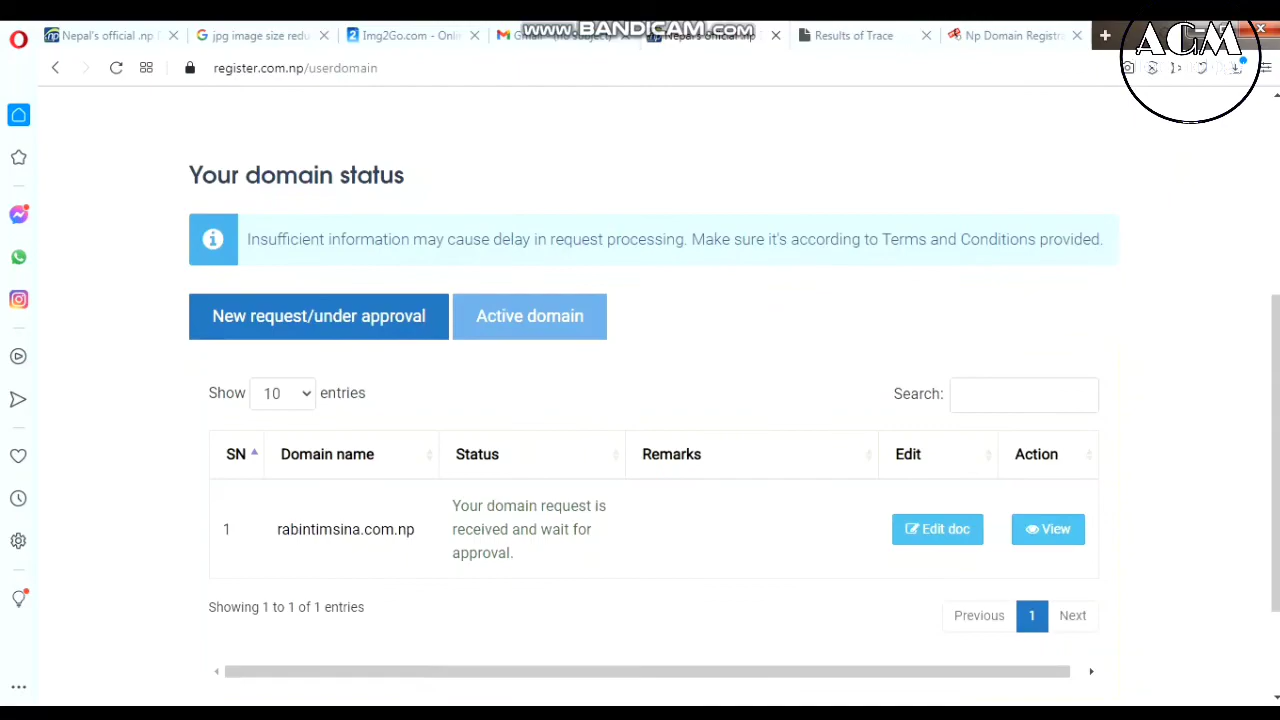 www.BANDICAM.com
Nepal's official .np
jpg image size redu
Img2Go.com - Onlin
Results of Trace
Np Domain Registra
AGM
register.com.np/userdomain
Your domain status
Insufficient information may cause delay in request processing. Make sure it's according to Terms and Conditions provided.
New request/under approval
Active domain
Show 10 entries
Search:
SN Domain name Status Remarks Edit Action
1 rabintimsina.com.np Your domain request is
received and wait for
approval.
Edit doc
View
Showing 1 to 1 of 1 entries
Previous 1 Next